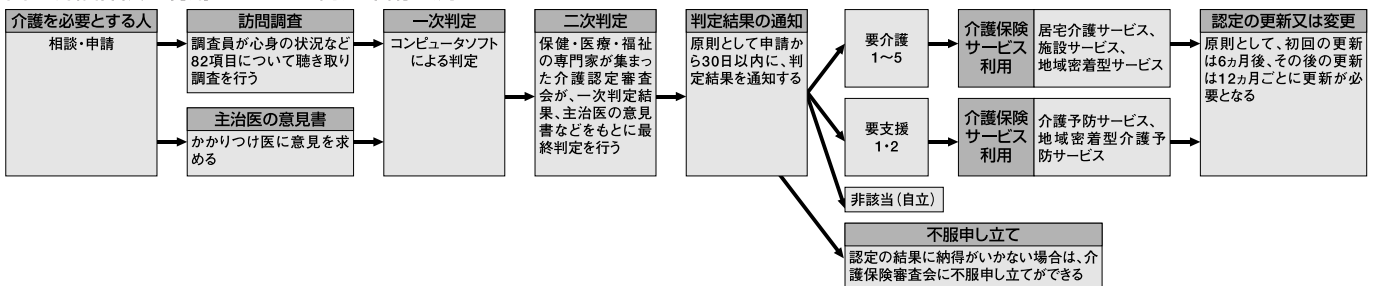 介護を必要とする人
相談・申請
訪問調査
調査員が心身の状況など
82項目について聴き取り
調査を行う
主治医の意見書
かかりつけ医に意見を求
める
一次判定
コンピュータソフト
による判定
二次判定
保健・医療・福祉
の専門家が集まっ
た介護認定審査
会が、一次判定結
果、主治医の意見
書などをもとに最
終判定を行う
判定結果の通知
原則として申請か
ら30日以内に、判
定結果を通知する
要介護
1〜5
介護保険
サービス
利用
居宅介護サービス、
施設サービス、
地域密着型サービス
要支援
1・2
介護保険
サービス
利用
介護予防サービス、
地域密着型介護予
防サービス
非該当(自立)
不服申し立て
認定の結果に納得がいかない場合は、介
護保険審査会に不服申し立てができる
認定の更新又は変更
原則として、初回の更新
は6ヵ月後、その後の更新
は12ヵ月ごとに更新が必
要となる